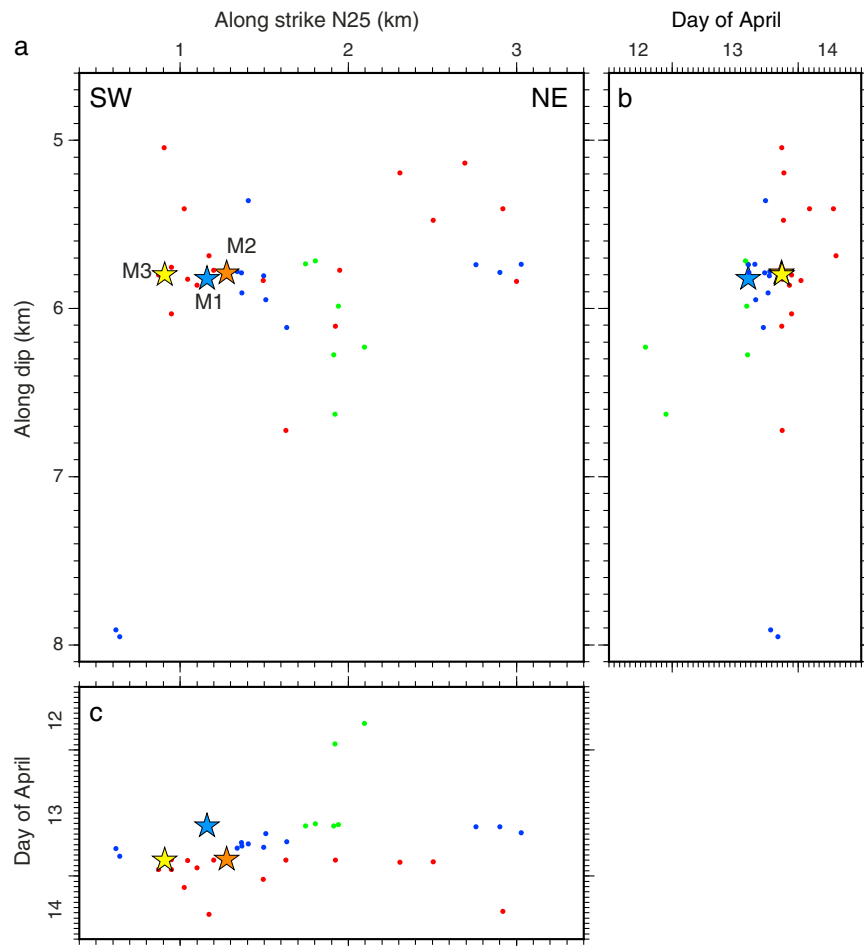 Along strike N25 (km)
Day of April
a
1 2 3
12 13 14
SW NE
b
5
M3 M2
M1
6
Along dip (km)
7
8
c
12
13
14
Day of April